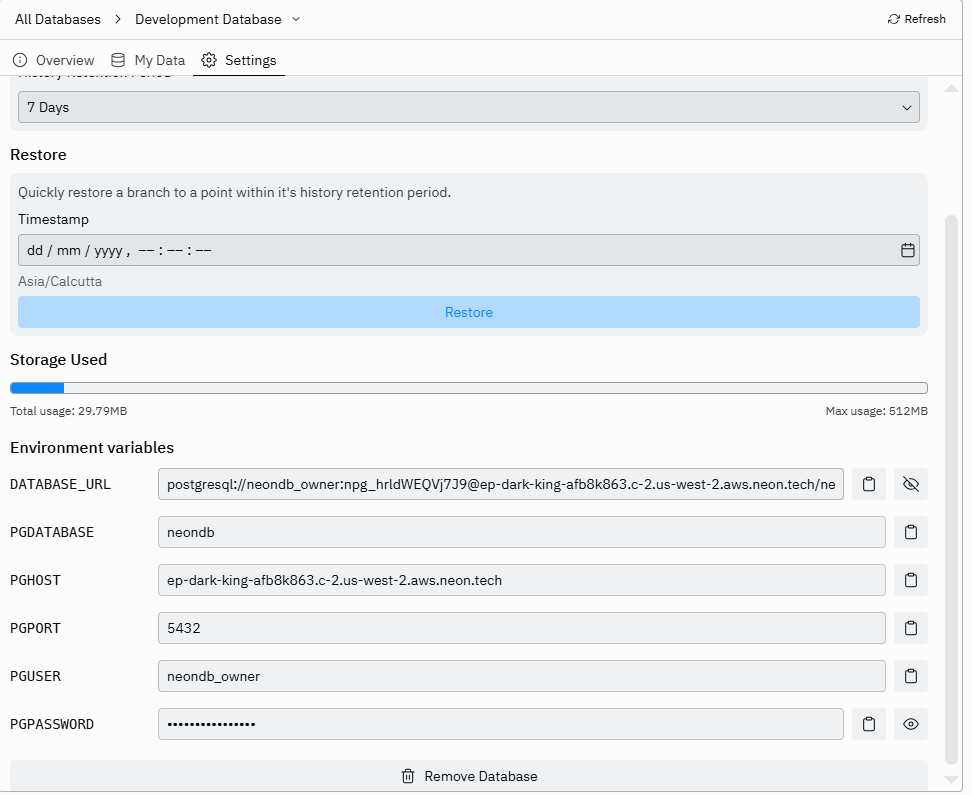 All Databases > Development Database
Refresh
Overview
My Data
Settings
History Retention Period
7 Days
Restore
Quickly restore a branch to a point within it's history retention period.
Timestamp
dd / mm / yyyy , -- : -- : --
Asia/Calcutta
Restore
Storage Used
Total usage: 29.79MB
Max usage: 512MB
Environment variables
DATABASE_URL
postgresql://neondb_owner:npg_hrldWEQVj7J9@ep-dark-king-afb8k863.c-2.us-west-2.aws.neon.tech/ne
PGDATABASE
neondb
PGHOST
ep-dark-king-afb8k863.c-2.us-west-2.aws.neon.tech
PGPORT
5432
PGUSER
neondb_owner
PGPASSWORD
••••••••••••••••
Remove Database